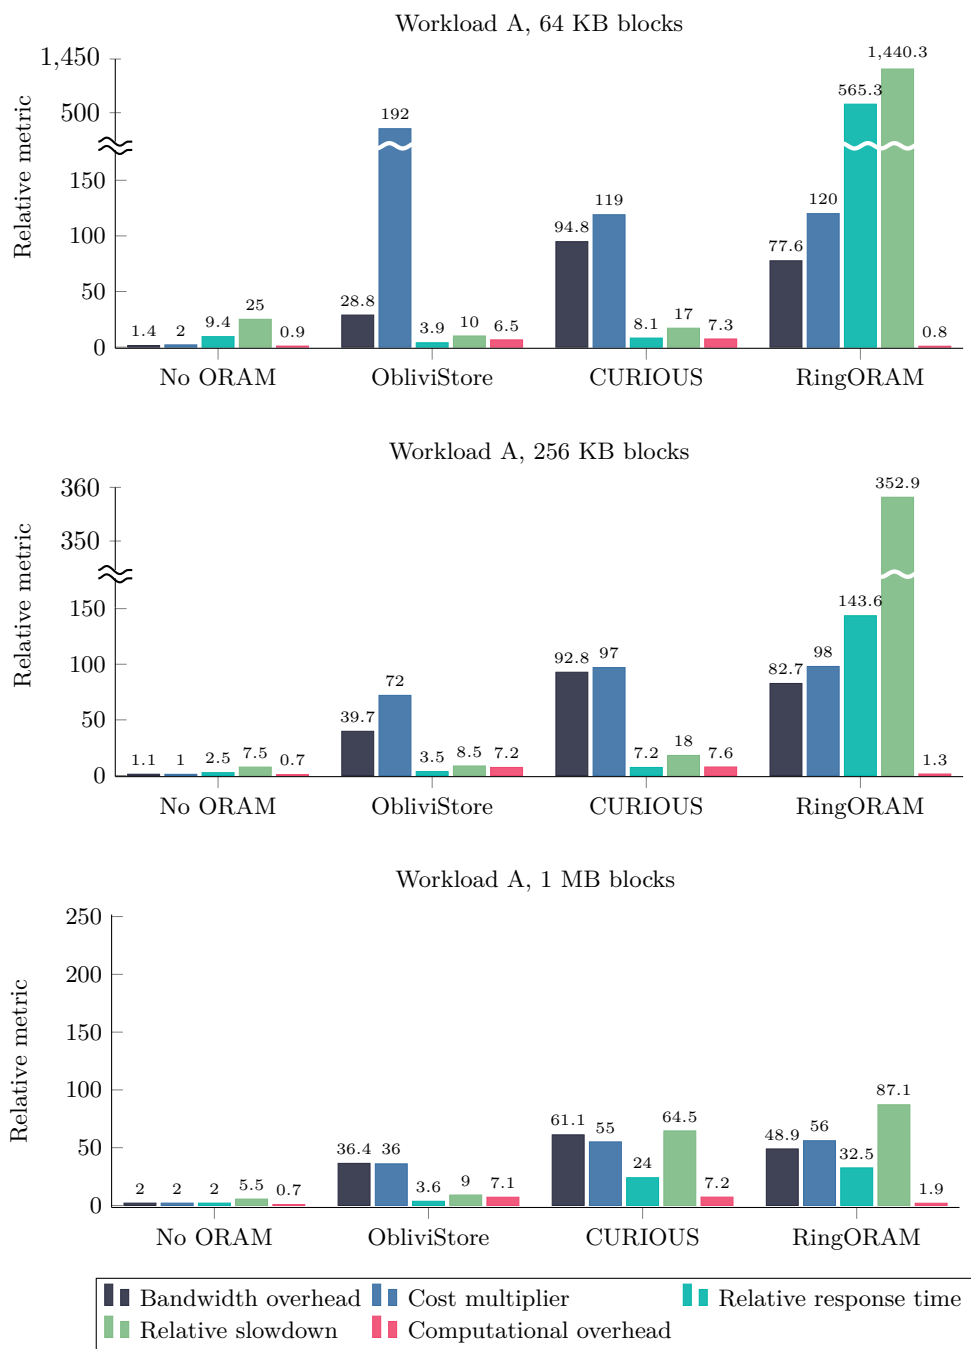 Workload A, 64 KB blocks
Relative metric
1,450
500
150
100
50
0
1.4 2 9.4 25 0.9
28.8 192 3.9 10 6.5
94.8 119 8.1 17 7.3
77.6 120 565.3 1,440.3 0.8
No ORAM ObliviStore CURIOUS RingORAM
Workload A, 256 KB blocks
Relative metric
360
350
150
100
50
0
1.1 1 2.5 7.5 0.7
39.7 72 3.5 8.5 7.2
92.8 97 7.2 18 7.6
82.7 98 143.6 352.9 1.3
No ORAM ObliviStore CURIOUS RingORAM
Workload A, 1 MB blocks
Relative metric
250
200
150
100
50
0
2 2 2 5.5 0.7
36.4 36 3.6 9 7.1
61.1 55 24 64.5 7.2
48.9 56 32.5 87.1 1.9
No ORAM ObliviStore CURIOUS RingORAM
Bandwidth overhead Cost multiplier Relative response time
Relative slowdown Computational overhead